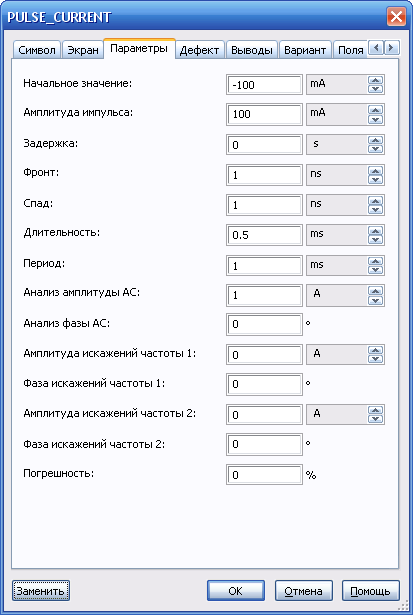 PULSE_CURRENT
Символ Экран Параметры Дефект Выводы Вариант Поля
Начальное значение: -100 mA
Амплитуда импульса: 100 mA
Задержка: 0 s
Фронт: 1 ns
Спад: 1 ns
Длительность: 0.5 ms
Период: 1 ms
Анализ амплитуды AC: 1 A
Анализ фазы AC: 0 °
Амплитуда искажений частоты 1: 0 A
Фаза искажений частоты 1: 0 °
Амплитуда искажений частоты 2: 0 A
Фаза искажений частоты 2: 0 °
Погрешность: 0 %
Заменить OK Отмена Помощь